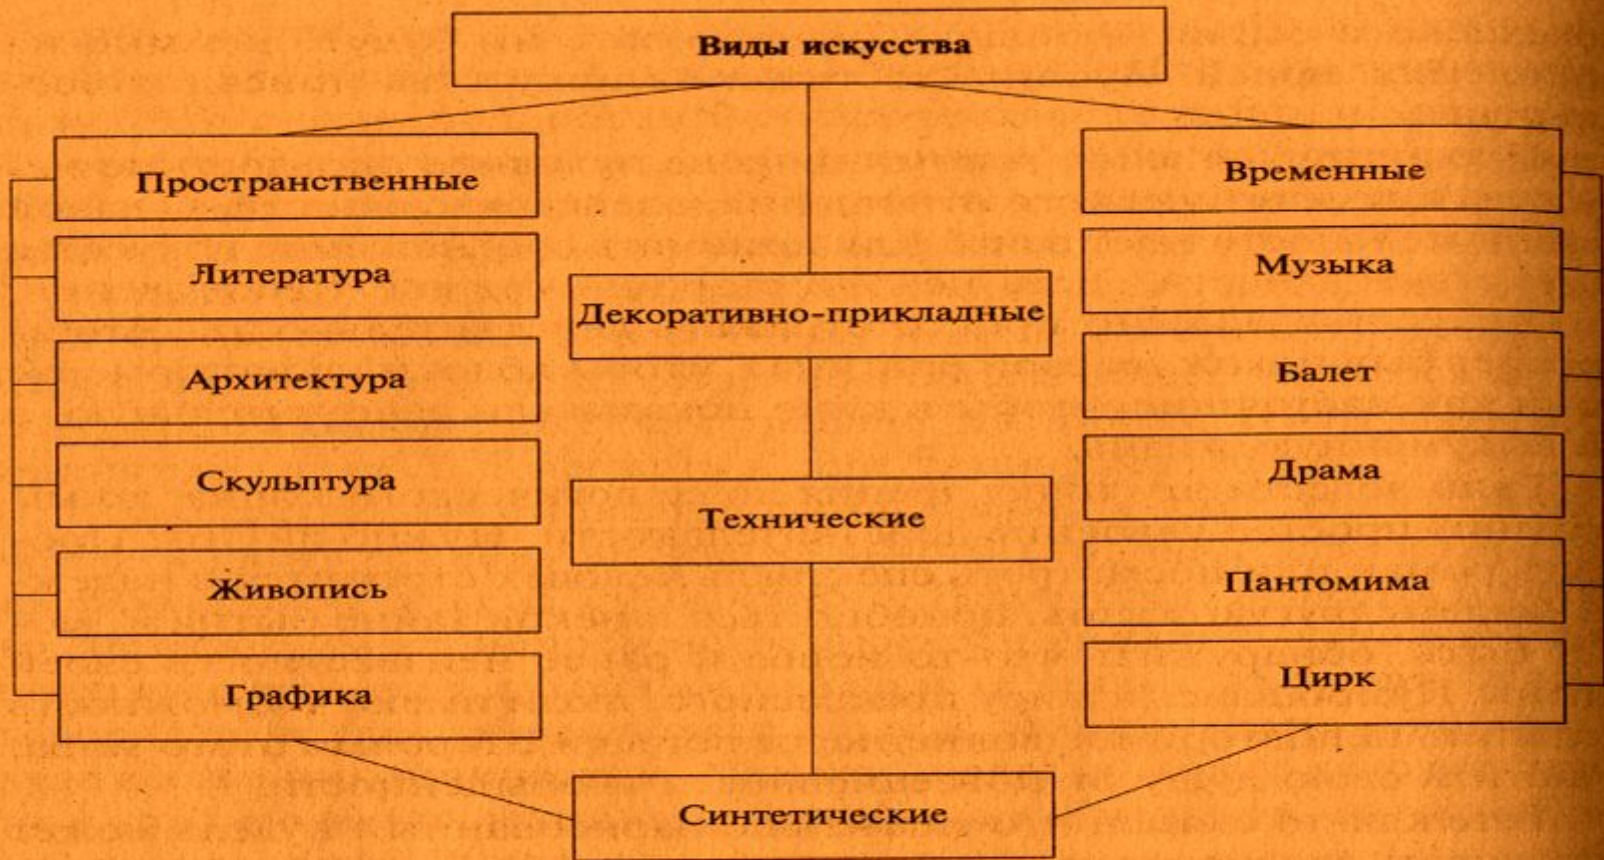 Виды искусства
Пространственные
Литература
Архитектура
Скульптура
Живопись
Графика
Декоративно-прикладные
Технические
Синтетические
Временные
Музыка
Балет
Драма
Пантомима
Цирк